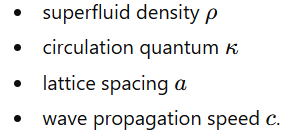 • superfluid density ρ
• circulation quantum κ
• lattice spacing a
• wave propagation speed c.